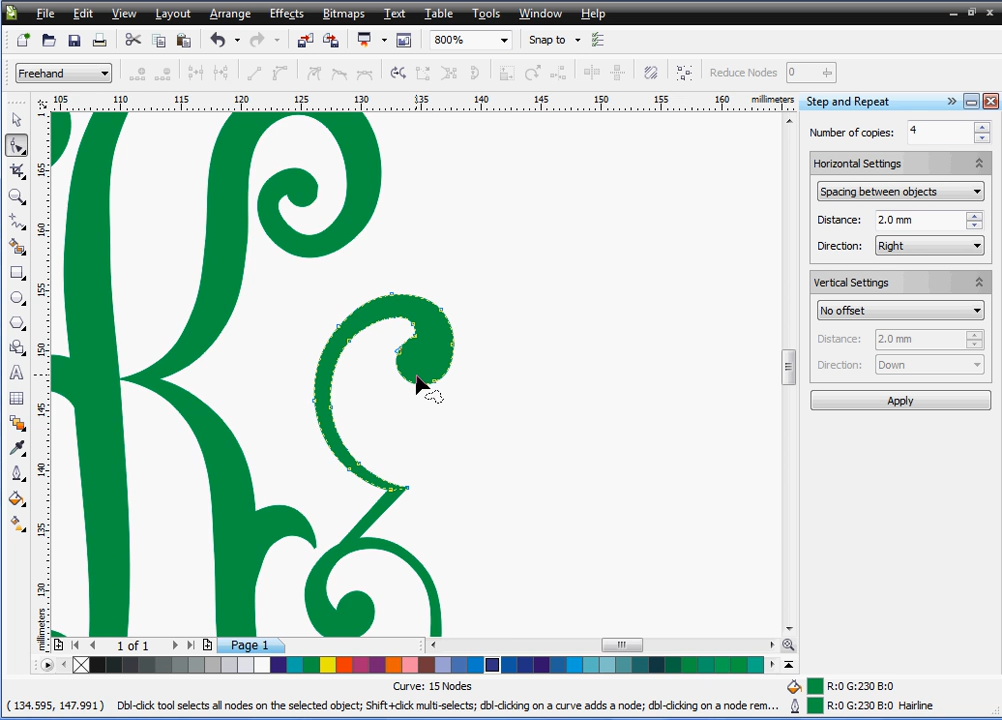 File Edit View Layout Arrange Effects Bitmaps Text Table Tools Window Help
800% Snap to
Freehand Reduce Nodes 0
105 110 115 120 125 130 135 140 145 150 155 160 millimeters
Step and Repeat
Number of copies: 4
Horizontal Settings
Spacing between objects
Distance: 2.0 mm
Direction: Right
Vertical Settings
No offset
Distance: 2.0 mm
Direction: Down
Apply
165
160
155
150
145
140
135
130
millimeters
1 of 1 Page 1
Curve: 15 Nodes R:0 G:230 B:0
( 134.595, 147.991 ) Dbl-click tool selects all nodes on the selected object; Shift+click multi-selects; dbl-clicking on a curve adds a node; dbl-clicking on a node rem... R:0 G:230 B:0 Hairline